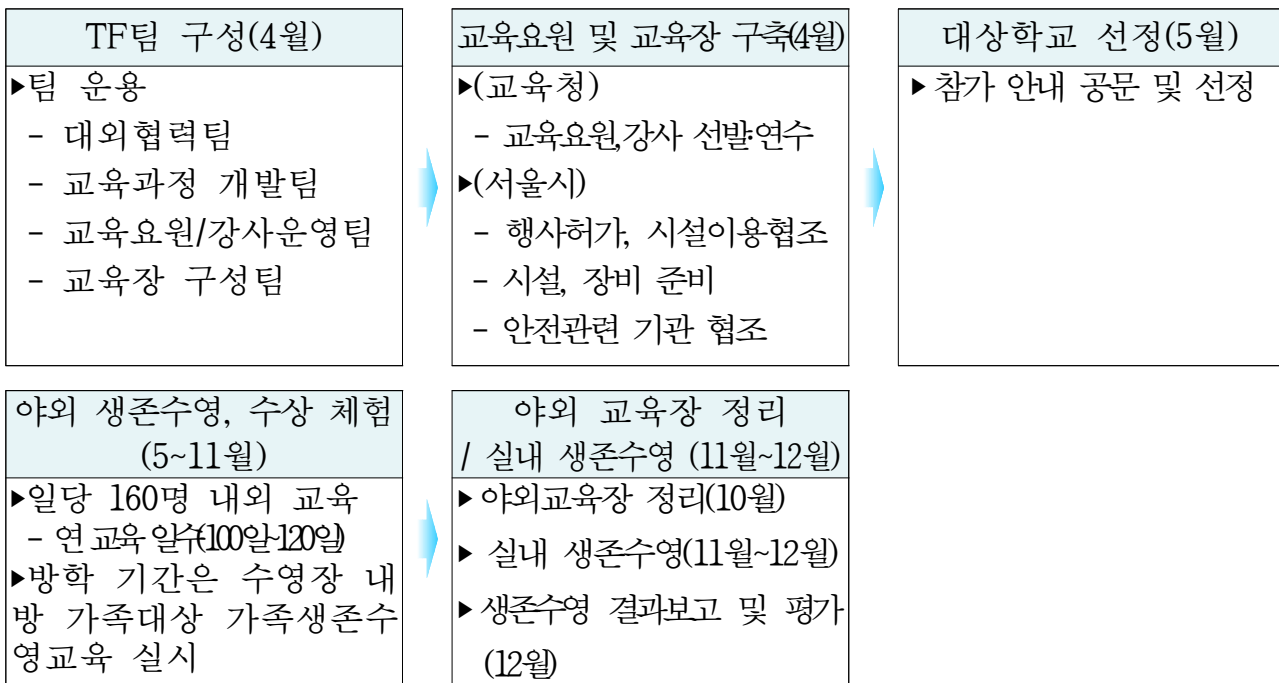 TF팀 구성(4월)
▶팀 운용
- 대외협력팀
- 교육과정 개발팀
- 교육요원/강사운영팀
- 교육장 구성팀
교육요원 및 교육장 구축(4월)
▶(교육청)
- 교육요원,강사 선발·연수
▶(서울시)
- 행사허가, 시설이용협조
- 시설, 장비 준비
- 안전관련 기관 협조
대상학교 선정(5월)
▶ 참가 안내 공문 및 선정
야외 생존수영, 수상 체험
(5~11월)
▶일당 160명 내외 교육
- 연 교육 일수(100일~120일)
▶방학 기간은 수영장 내
방 가족대상 가족생존수
영교육 실시
야외 교육장 정리
/ 실내 생존수영 (11월~12월)
▶ 야외교육장 정리(10월)
▶ 실내 생존수영(11월~12월)
▶ 생존수영 결과보고 및 평가
(12월)